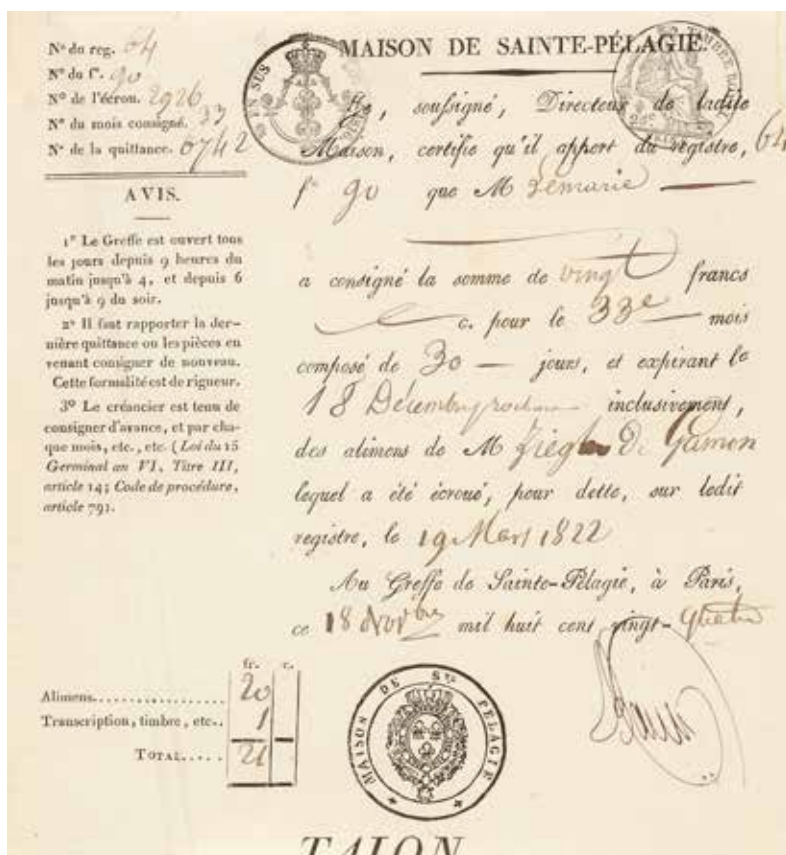 N° du reg. 64
N° du f°. 90
N° de l'écrou. 2926
N° du mois consigné. 33
N° de la quittance. 6742
AVIS.
1° Le Greffe est ouvert tous
les jours depuis 9 heures du
matin jusqu'à 4, et depuis 6
jusqu'à 9 du soir.
2° Il faut rapporter la der-
nière quittance ou les pièces en
venant consigner de nouveau.
Cette formalité est de rigueur.
3° Le créancier est tenu de
consigner d'avance, et par cha-
que mois, etc., etc. (Loi du 15
Germinal an VI, Titre III,
article 14; Code de procédure,
article 791.
MAISON DE SAINTE-PÉLAGIE.
EN SUS
TIMBRE
Je, soussigné, Directeur de ladite
Maison, certifie qu'il appert du registre, 64
f° 90 que M Lemarie
a consigné la somme de vingt francs
c. pour le 33e mois
composé de 30 jours, et expirant le
18 Décembre prochain inclusivement,
des alimens de M Ziegler De Gamon
lequel a été écroué, pour dette, sur ledit
registre, le 19 Mars 1822
Au Greffe de Sainte-Pélagie, à Paris,
ce 18 Novbre mil huit cent vingt-quatre
fr. c.
Alimens.................. 20
Transcription, timbre, etc.. 1
TOTAL..... 21
MAISON DE Ste PELAGIE
TALON